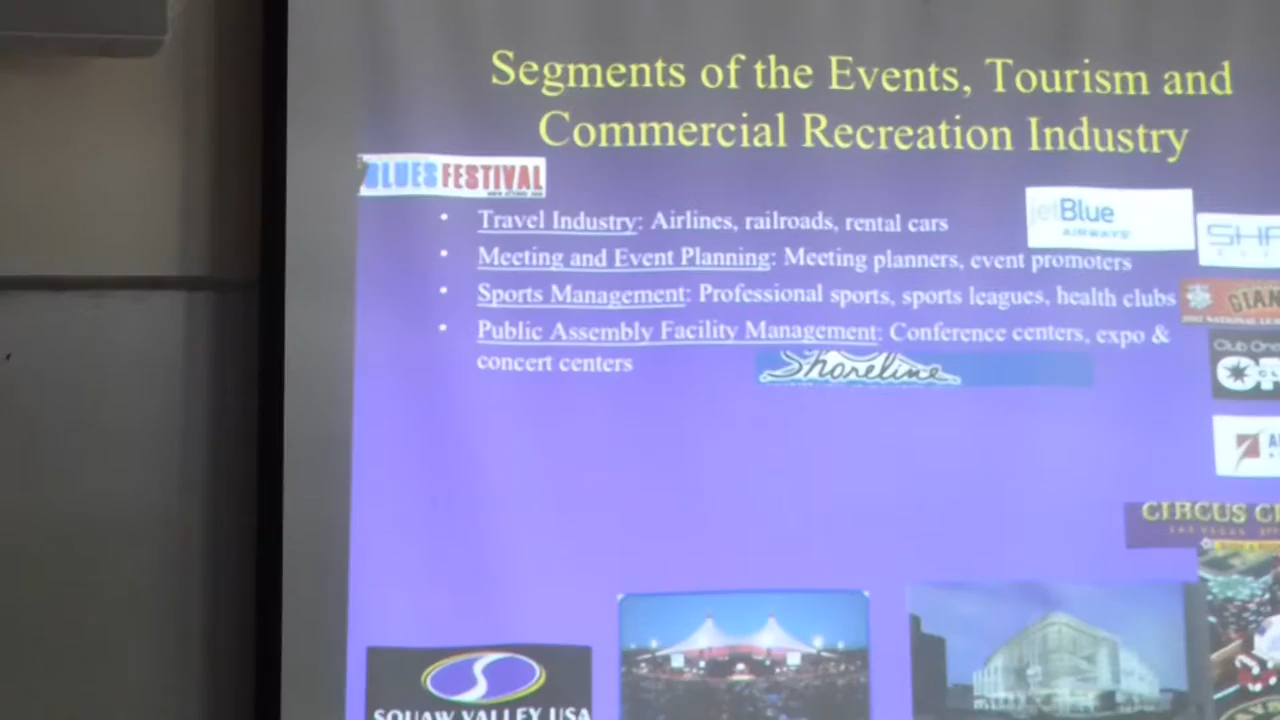 Segments of the Events, Tourism and
Commercial Recreation Industry
BLUES FESTIVAL
• Travel Industry: Airlines, railroads, rental cars
jetBlue
AIRWAYS
• Meeting and Event Planning: Meeting planners, event promoters
• Sports Management: Professional sports, sports leagues, health clubs
• Public Assembly Facility Management: Conference centers, expo &
concert centers
Shoreline
Club One
CIRCUS
SQUAW VALLEY USA